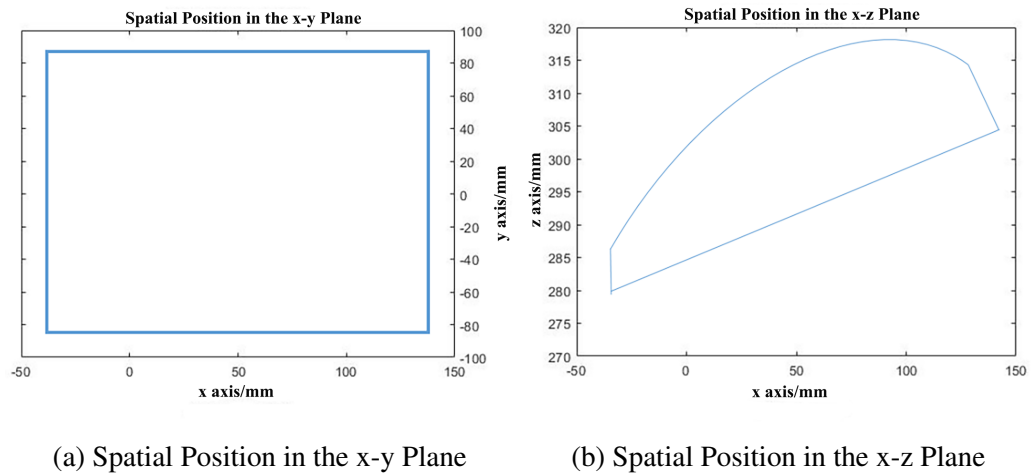 Spatial Position in the x-y Plane
100
80
60
40
20
0
-20
-40
-60
-80
-100
y axis/mm
-50 0 50 100 150
x axis/mm
Spatial Position in the x-z Plane
320
315
310
305
300
295
290
285
280
275
270
z axis/mm
-50 0 50 100 150
x axis/mm
(a) Spatial Position in the x-y Plane
(b) Spatial Position in the x-z Plane